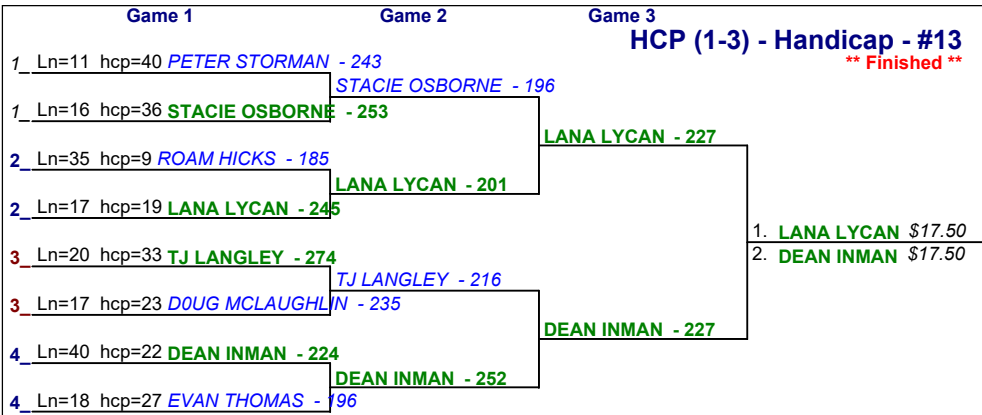 Game 1 Game 2 Game 3
HCP (1-3) - Handicap - #13
** Finished **
1_ Ln=11 hcp=40 PETER STORMAN - 243
STACIE OSBORNE - 196
1_ Ln=16 hcp=36 STACIE OSBORNE - 253
LANA LYCAN - 227
2_ Ln=35 hcp=9 ROAM HICKS - 185
LANA LYCAN - 201
2_ Ln=17 hcp=19 LANA LYCAN - 245
1. LANA LYCAN $17.50
2. DEAN INMAN $17.50
3_ Ln=20 hcp=33 TJ LANGLEY - 274
TJ LANGLEY - 216
3_ Ln=17 hcp=23 D0UG MCLAUGHLIN - 235
DEAN INMAN - 227
4_ Ln=40 hcp=22 DEAN INMAN - 224
DEAN INMAN - 252
4_ Ln=18 hcp=27 EVAN THOMAS - 196